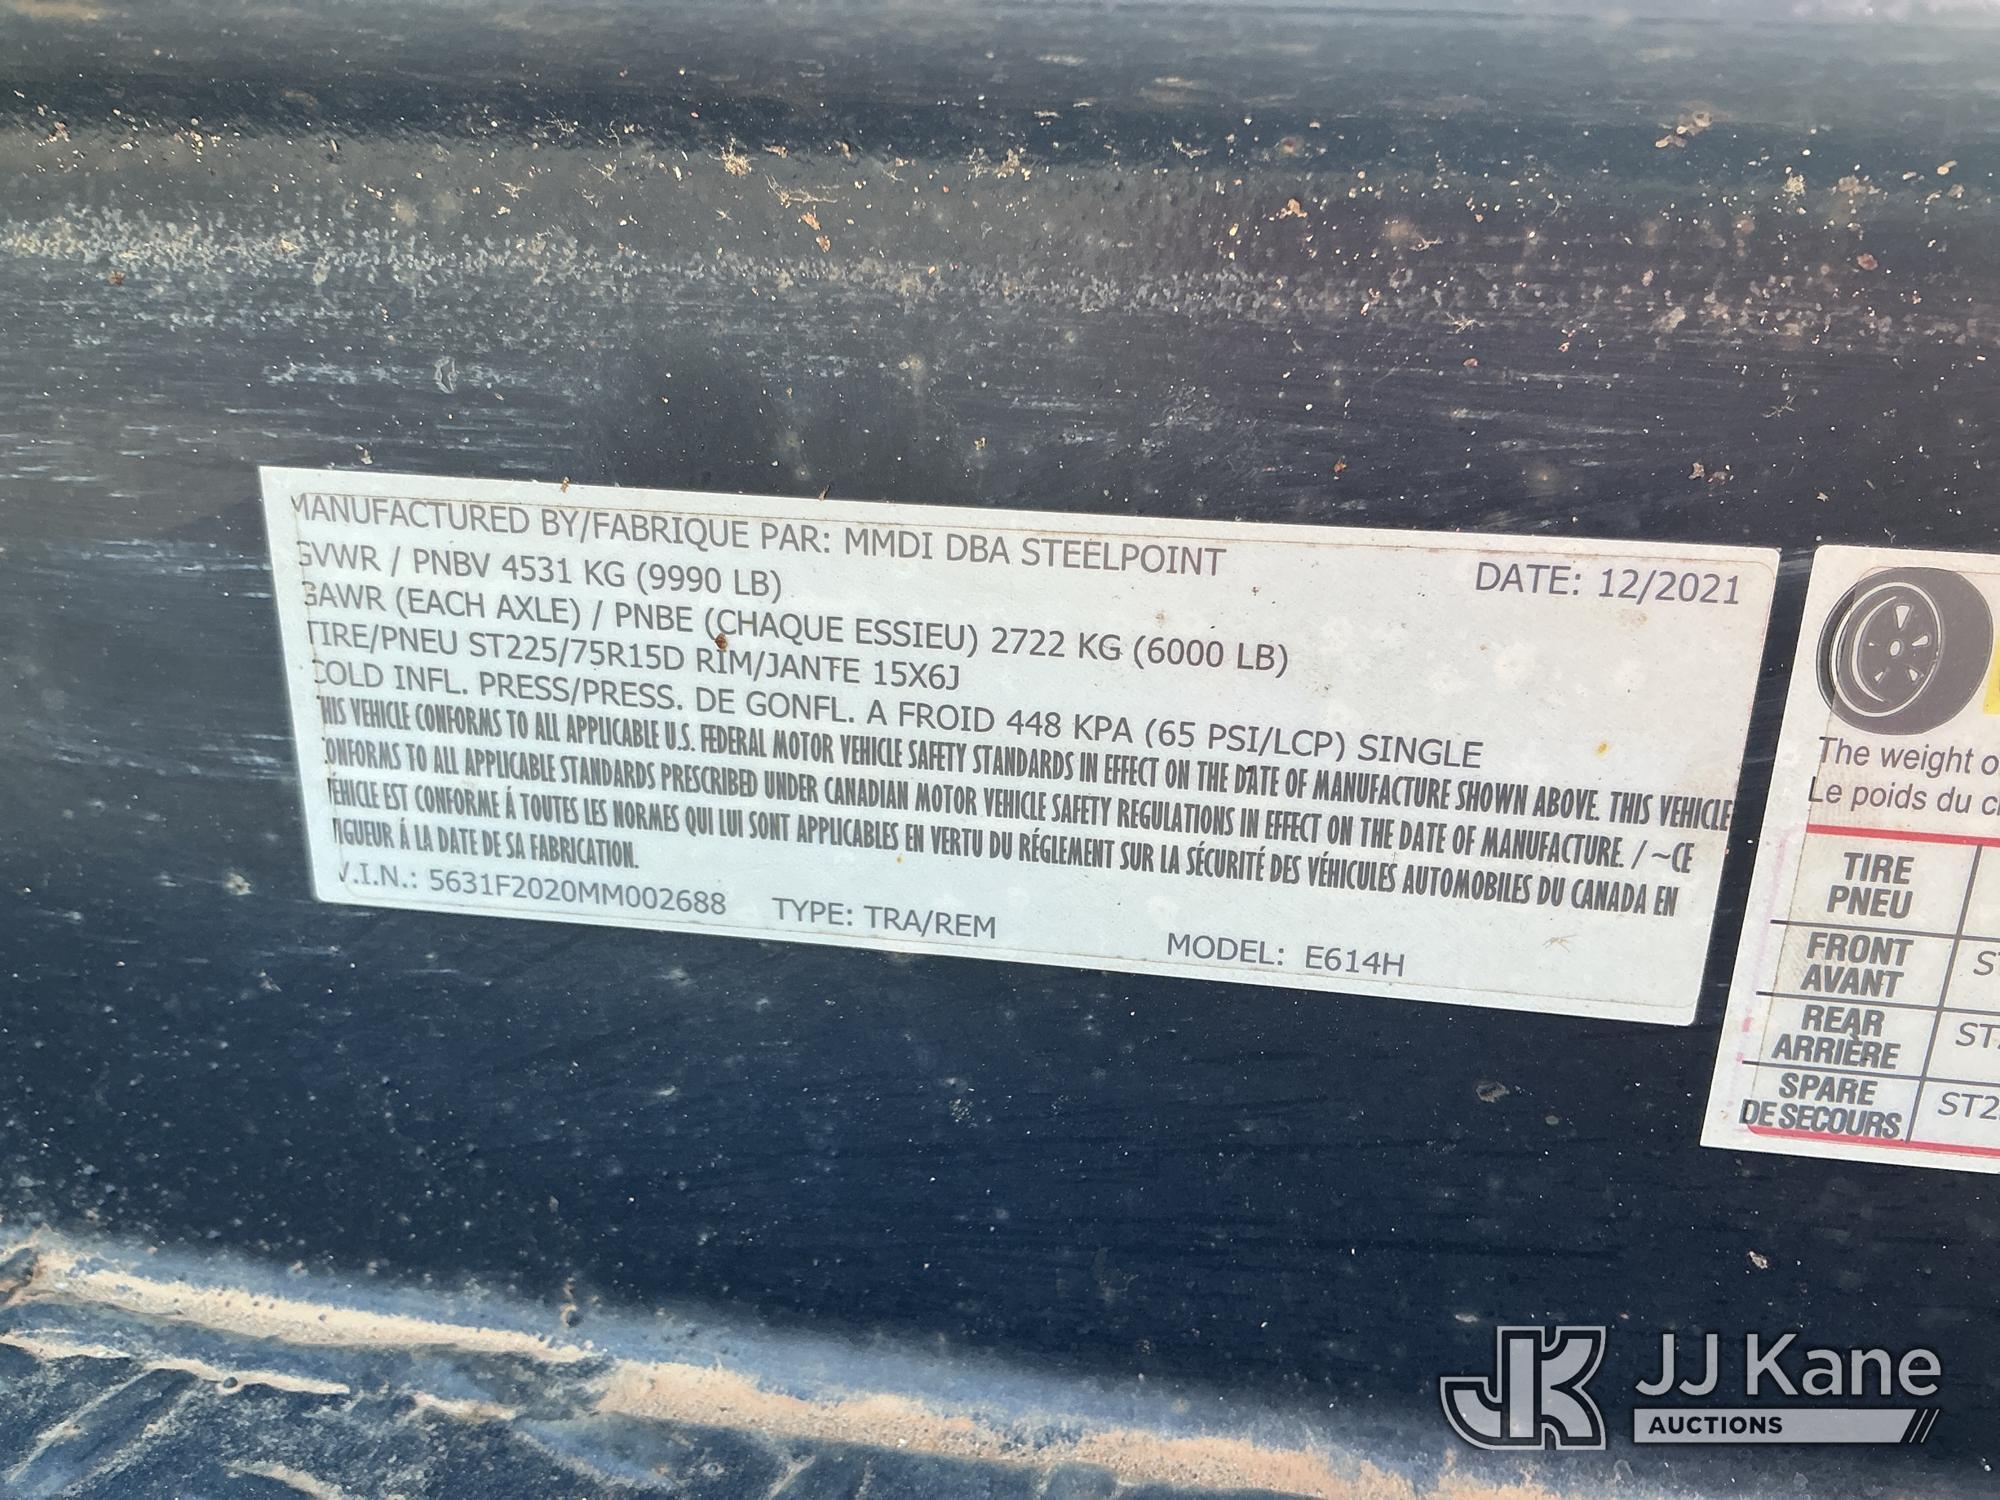 MANUFACTURED BY/FABRIQUE PAR: MMDI DBA STEELPOINT
DATE: 12/2021
GVWR / PNBV 4531 KG (9990 LB)
GAWR (EACH AXLE) / PNBE (CHAQUE ESSIEU) 2722 KG (6000 LB)
TIRE/PNEU ST225/75R15D RIM/JANTE 15X6J
COLD INFL. PRESS/PRESS. DE GONFL. A FROID 448 KPA (65 PSI/LCP) SINGLE
THIS VEHICLE CONFORMS TO ALL APPLICABLE U.S. FEDERAL MOTOR VEHICLE SAFETY STANDARDS IN EFFECT ON THE DATE OF MANUFACTURE SHOWN ABOVE. THIS VEHICLE
CONFORMS TO ALL APPLICABLE STANDARDS PRESCRIBED UNDER CANADIAN MOTOR VEHICLE SAFETY REGULATIONS IN EFFECT ON THE DATE OF MANUFACTURE. / ~CE
VEHICLE EST CONFORME Á TOUTES LES NORMES QUI LUI SONT APPLICABLES EN VERTU DU RÉGLEMENT SUR LA SÉCURITÉ DES VÉHICULES AUTOMOBILES DU CANADA EN
VIGUEUR Á LA DATE DE SA FABRICATION.
V.I.N.: 5631F2020MM002688 TYPE: TRA/REM MODEL: E614H
The weight o
Le poids du c
TIRE
PNEU
FRONT
AVANT
REAR
ARRIÈRE
ST
SPARE
DE SECOURS
ST2
JK JJ Kane
AUCTIONS